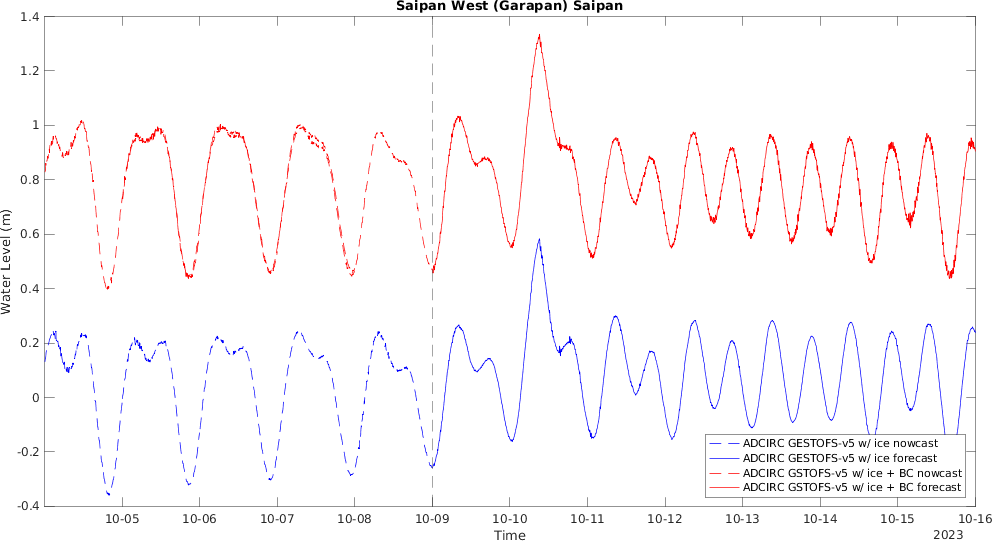 Saipan West (Garapan) Saipan
1.4
1.2
1
0.8
0.6
0.4
0.2
0
-0.2
-0.4
Water Level (m)
ADCIRC GESTOFS-v5 w/ ice nowcast
ADCIRC GESTOFS-v5 w/ ice forecast
ADCIRC GSTOFS-v5 w/ ice + BC nowcast
ADCIRC GSTOFS-v5 w/ ice + BC forecast
10-05 10-06 10-07 10-08 10-09 10-10 10-11 10-12 10-13 10-14 10-15 10-16
Time
2023